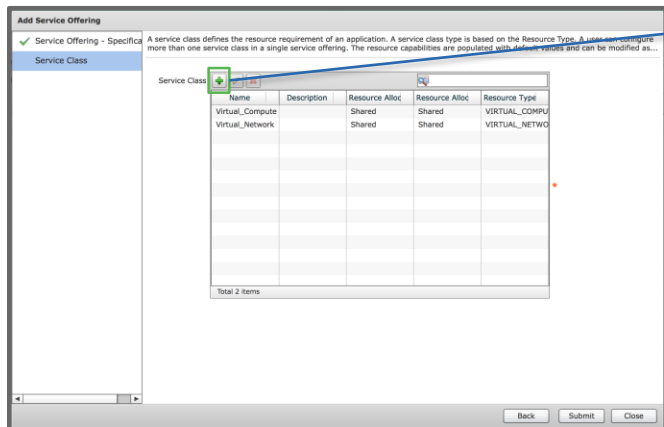 Add Service Offering
Service Offering - Specifica
A service class defines the resource requirement of an application. A service class type is based on the Resource Type. A user can configure
more than one service class in a single service offering. The resource capabilities are populated with default values and can be modified as...
Service Class
Service Class
Name Description Resource Alloc Resource Alloc Resource Type
Virtual_Compute Shared Shared VIRTUAL_COMPU
Virtual_Network Shared Shared VIRTUAL_NETWO
*
Total 2 items
Back Submit Close